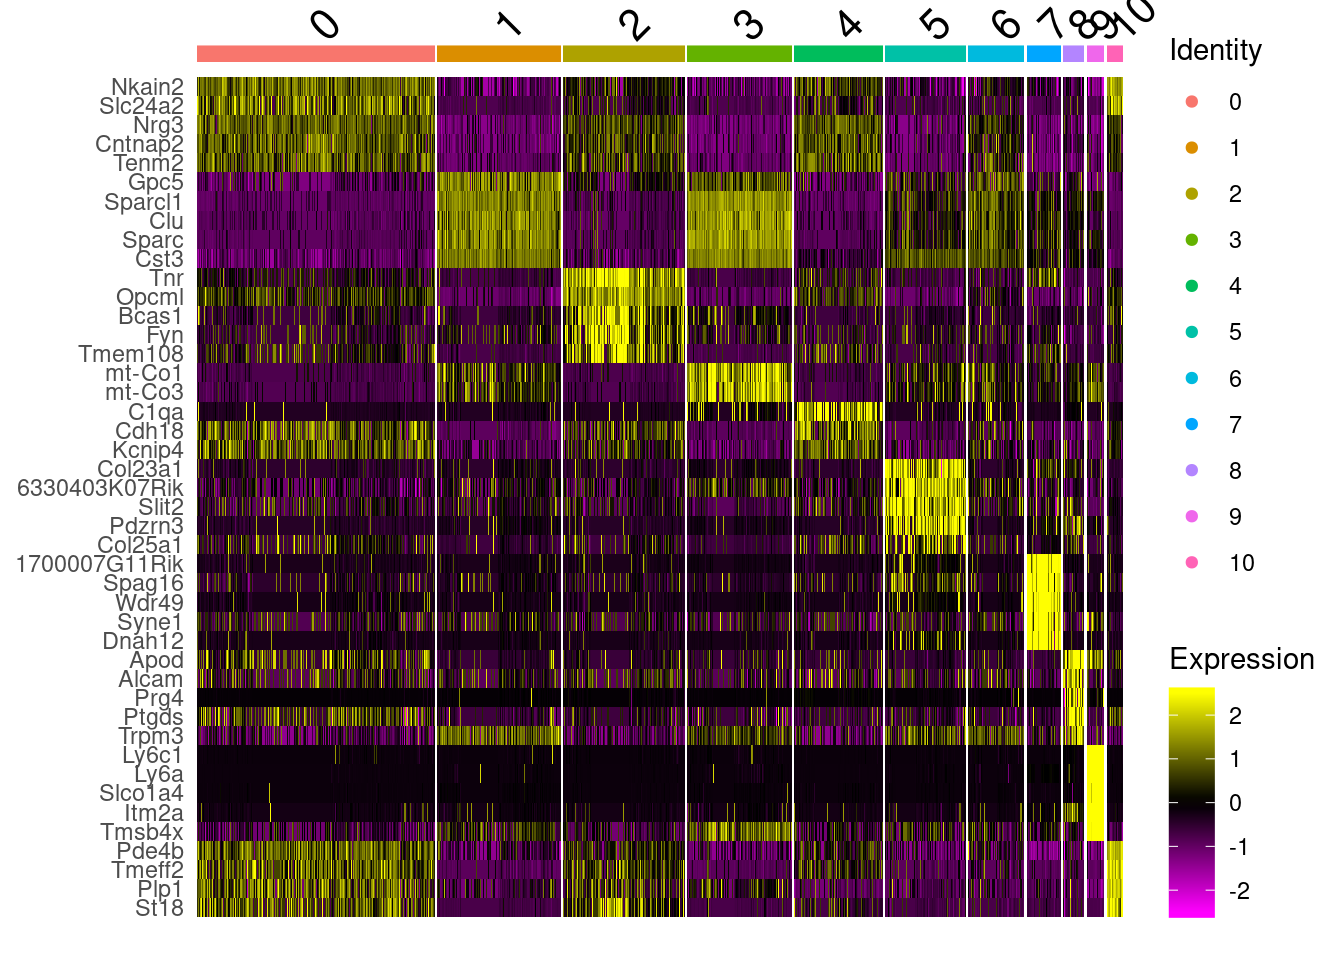 0 1 2 3 4 5 6 7 8 9 10
Nkain2
Slc24a2
Nrg3
Cntnap2
Tenm2
Gpc5
Sparcl1
Clu
Sparc
Cst3
Tnr
Opcml
Bcas1
Fyn
Tmem108
mt-Co1
mt-Co3
C1qa
Cdh18
Kcnip4
Col23a1
6330403K07Rik
Slit2
Pdzrn3
Col25a1
1700007G11Rik
Spag16
Wdr49
Syne1
Dnah12
Apod
Alcam
Prg4
Ptgds
Trpm3
Ly6c1
Ly6a
Slco1a4
Itm2a
Tmsb4x
Pde4b
Tmeff2
Plp1
St18
Identity
0
1
2
3
4
5
6
7
8
9
10
Expression
2
1
0
-1
-2